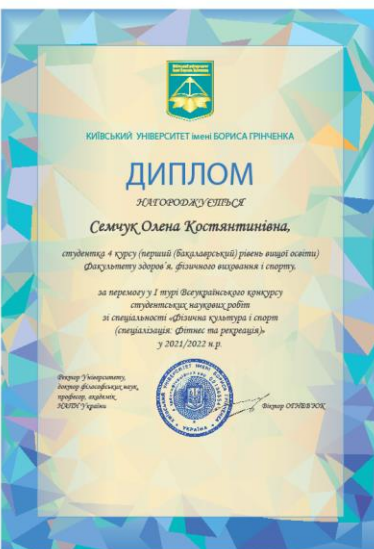 КИЇВСЬКИЙ УНІВЕРСИТЕТ імені БОРИСА ГРІНЧЕНКА
ДИПЛОМ
НАГОРОДЖУЄТЬСЯ
Семчук Олена Костянтинівна,
студентка 4 курсу (перший (бакалаврський) рівень вищої освіти)
Факультету здоров'я, фізичного виховання і спорту,
за перемогу у I турі Всеукраїнського конкурсу
студентських наукових робіт
зі спеціальності «Фізична культура і спорт
(спеціалізація: Фітнес та рекреація)»
у 2021/2022 н.р.
Ректор Університету,
доктор філософських наук,
професор, академік
НАПН України
Віктор ОГНЕВ'ЮК
УКРАЇНА